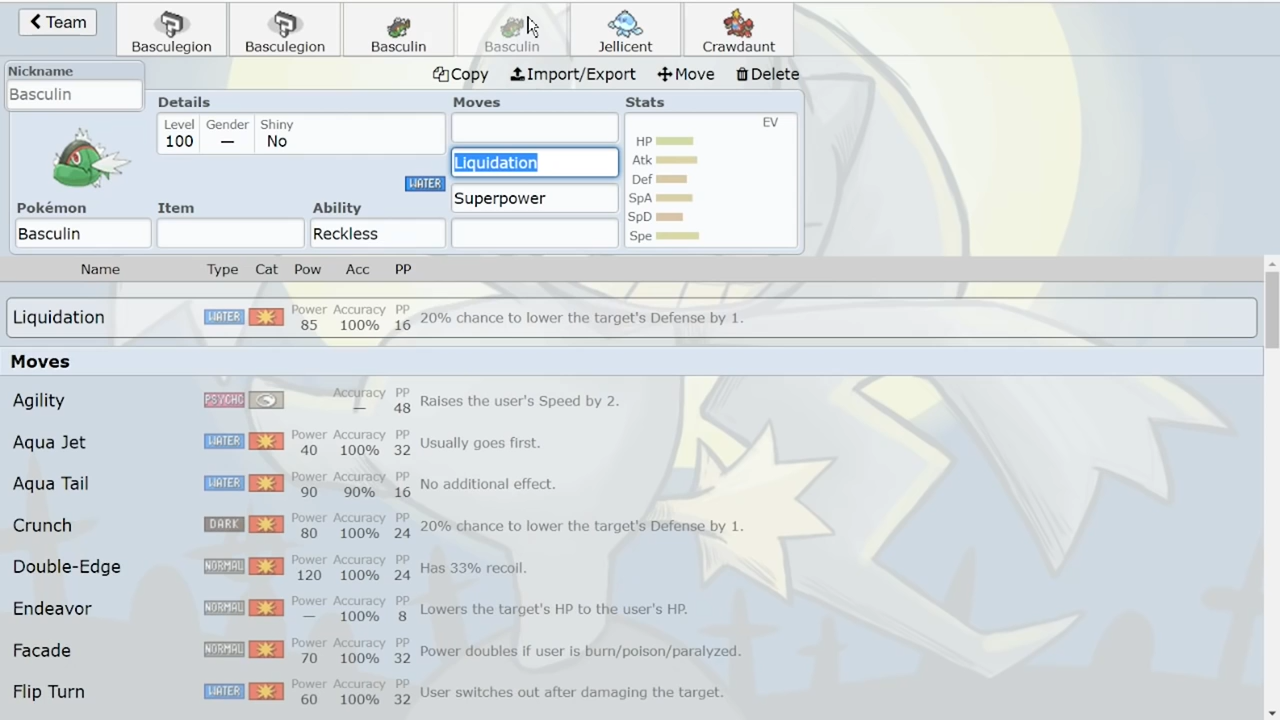 Team
Basculegion
Basculegion
Basculin
Basculin
Jellicent
Crawdaunt
Nickname
Basculin
Copy
Import/Export
Move
Delete
Details
Moves
Stats
Level
Gender
Shiny
100
—
No
EV
HP
Atk
Def
SpA
SpD
Spe
WATER
Liquidation
Superpower
Pokémon
Item
Ability
Basculin
Reckless
Name Type Cat Pow Acc PP
Liquidation WATER Power 85 Accuracy 100% PP 16 20% chance to lower the target's Defense by 1.
Moves
Agility PSYCHC Accuracy — PP 48 Raises the user's Speed by 2.
Aqua Jet WATER Power 40 Accuracy 100% PP 32 Usually goes first.
Aqua Tail WATER Power 90 Accuracy 90% PP 16 No additional effect.
Crunch DARK Power 80 Accuracy 100% PP 24 20% chance to lower the target's Defense by 1.
Double-Edge NORMAL Power 120 Accuracy 100% PP 24 Has 33% recoil.
Endeavor NORMAL Power — Accuracy 100% PP 8 Lowers the target's HP to the user's HP.
Facade NORMAL Power 70 Accuracy 100% PP 32 Power doubles if user is burn/poison/paralyzed.
Flip Turn WATER Power 60 Accuracy 100% PP 32 User switches out after damaging the target.